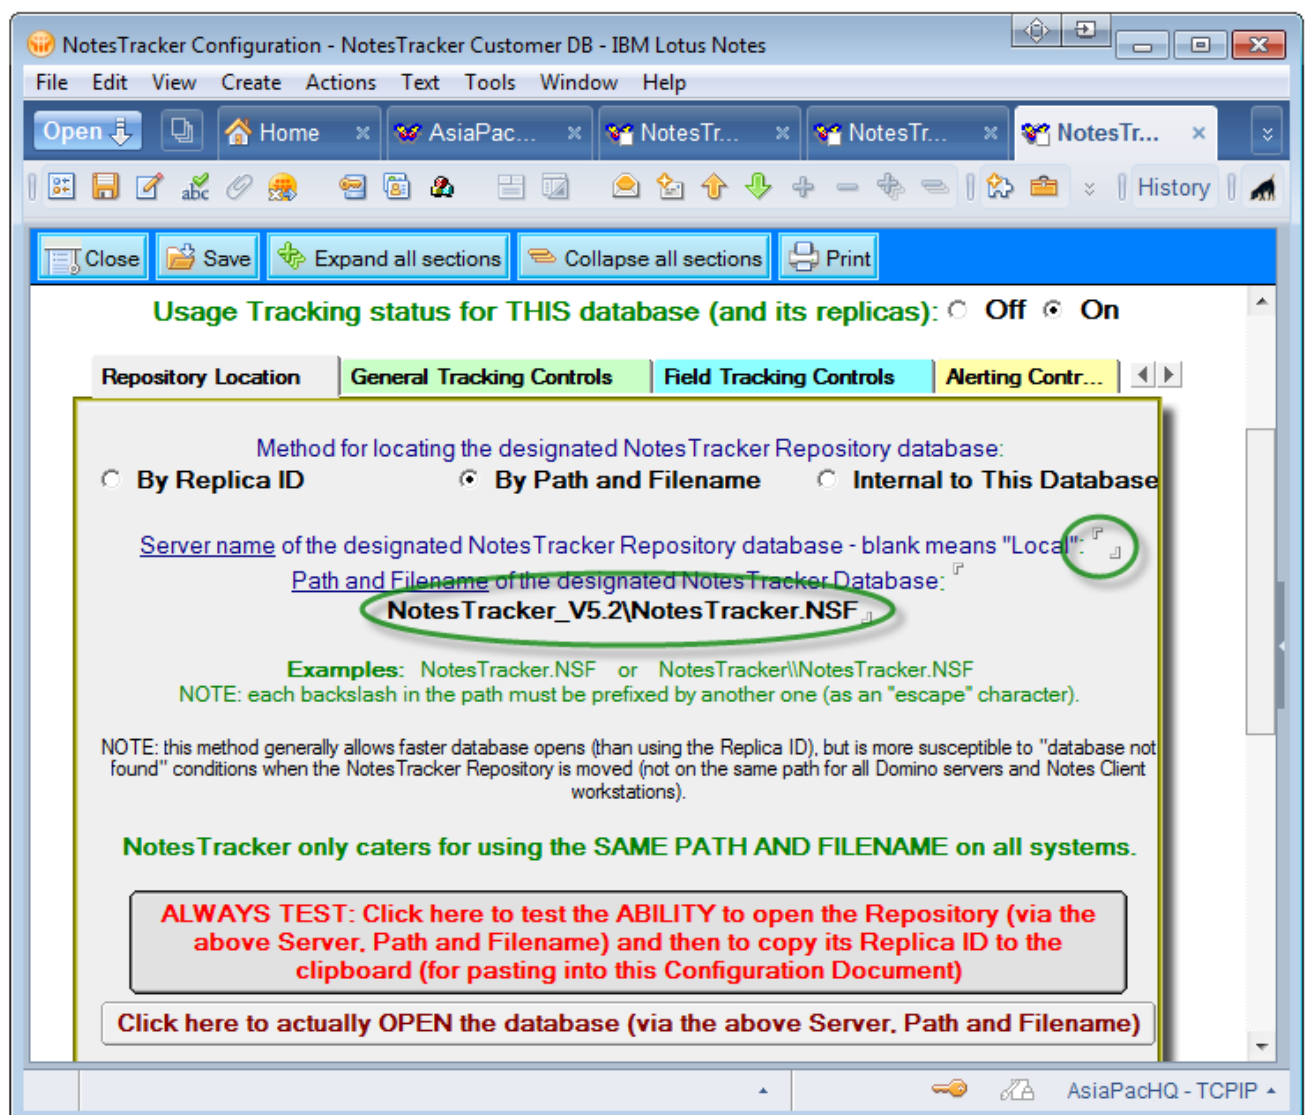 NotesTracker Configuration - NotesTracker Customer DB - IBM Lotus Notes
File Edit View Create Actions Text Tools Window Help
Open Home AsiaPac... NotesTr... NotesTr... NotesTr...
abc History
Close Save Expand all sections Collapse all sections Print
Usage Tracking status for THIS database (and its replicas): Off On
Repository Location General Tracking Controls Field Tracking Controls Alerting Contr...
Method for locating the designated NotesTracker Repository database:
By Replica ID By Path and Filename Internal to This Database
Server name of the designated NotesTracker Repository database - blank means "Local":
Path and Filename of the designated NotesTracker Database:
NotesTracker_V5.2\NotesTracker.NSF
Examples: NotesTracker.NSF or NotesTracker\\NotesTracker.NSF
NOTE: each backslash in the path must be prefixed by another one (as an "escape" character).
NOTE: this method generally allows faster database opens (than using the Replica ID), but is more susceptible to "database not
found" conditions when the NotesTracker Repository is moved (not on the same path for all Domino servers and Notes Client
workstations).
NotesTracker only caters for using the SAME PATH AND FILENAME on all systems.
ALWAYS TEST: Click here to test the ABILITY to open the Repository (via the
above Server, Path and Filename) and then to copy its Replica ID to the
clipboard (for pasting into this Configuration Document)
Click here to actually OPEN the database (via the above Server, Path and Filename)
AsiaPacHQ - TCPIP